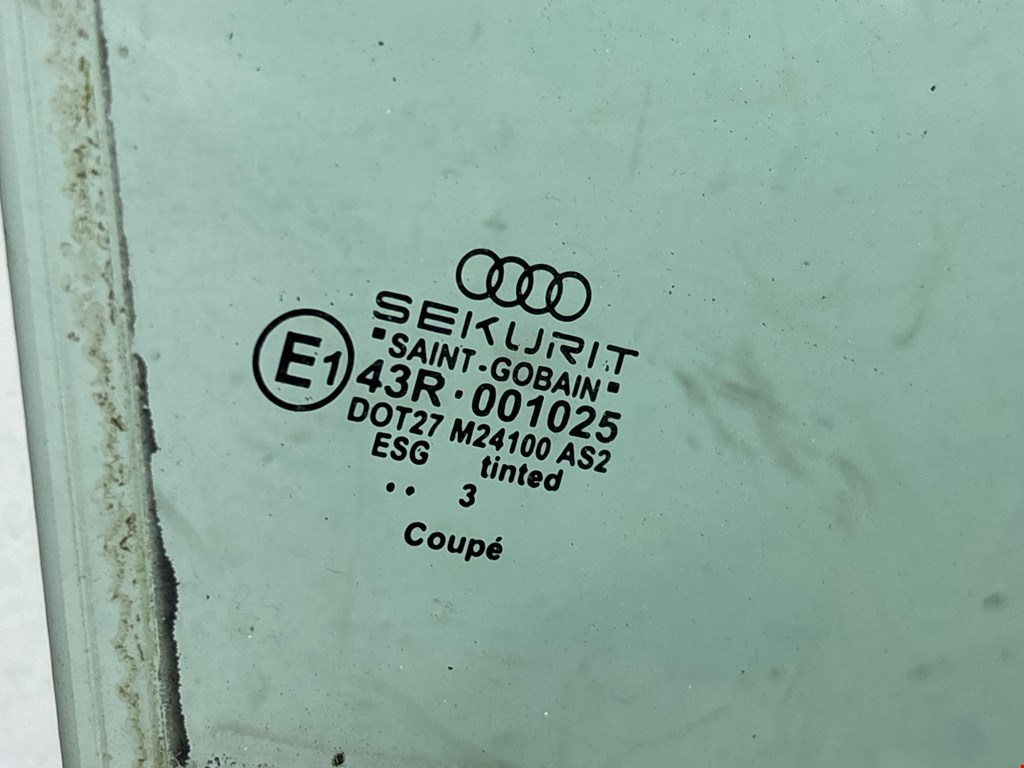 SEKURIT
SAINT-GOBAIN
E1
43R · 001025
DOT27 M24100 AS2
ESG tinted
·· 3
Coupé